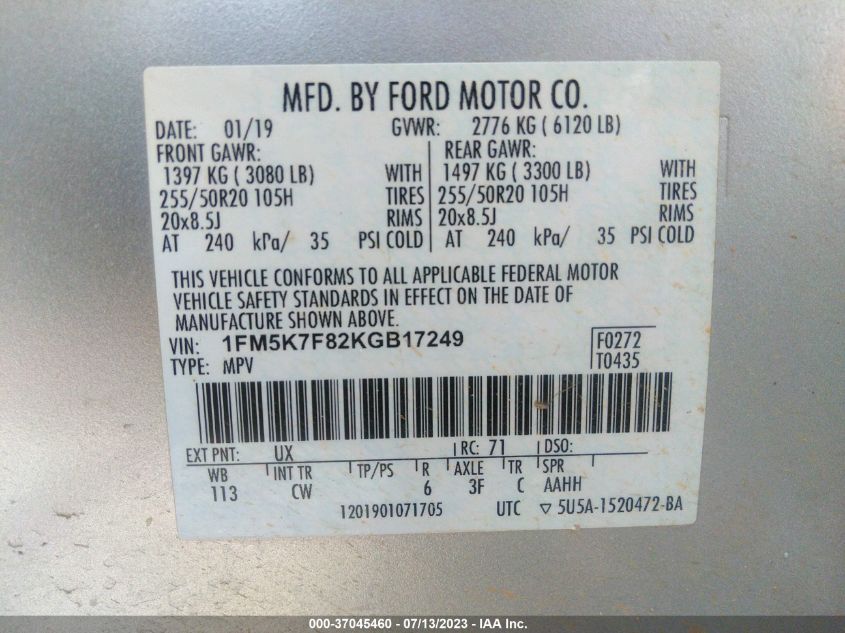 MFD. BY FORD MOTOR CO.
DATE: 01/19 GVWR: 2776 KG ( 6120 LB)
FRONT GAWR: REAR GAWR:
1397 KG ( 3080 LB) WITH 1497 KG ( 3300 LB) WITH
255/50R20 105H TIRES 255/50R20 105H TIRES
20x8.5J RIMS 20x8.5J RIMS
AT 240 kPa/ 35 PSI COLD AT 240 kPa/ 35 PSI COLD
THIS VEHICLE CONFORMS TO ALL APPLICABLE FEDERAL MOTOR
VEHICLE SAFETY STANDARDS IN EFFECT ON THE DATE OF
MANUFACTURE SHOWN ABOVE.
VIN: 1FM5K7F82KGB17249 F0272
TYPE: MPV T0435
EXT PNT: UX RC: 71 DSO:
WB INT TR TP/PS R AXLE TR SPR
113 CW 6 3F C AAHH
1201901071705 UTC ▽ 5U5A-1520472-BA
000-37045460 - 07/13/2023 - IAA Inc.